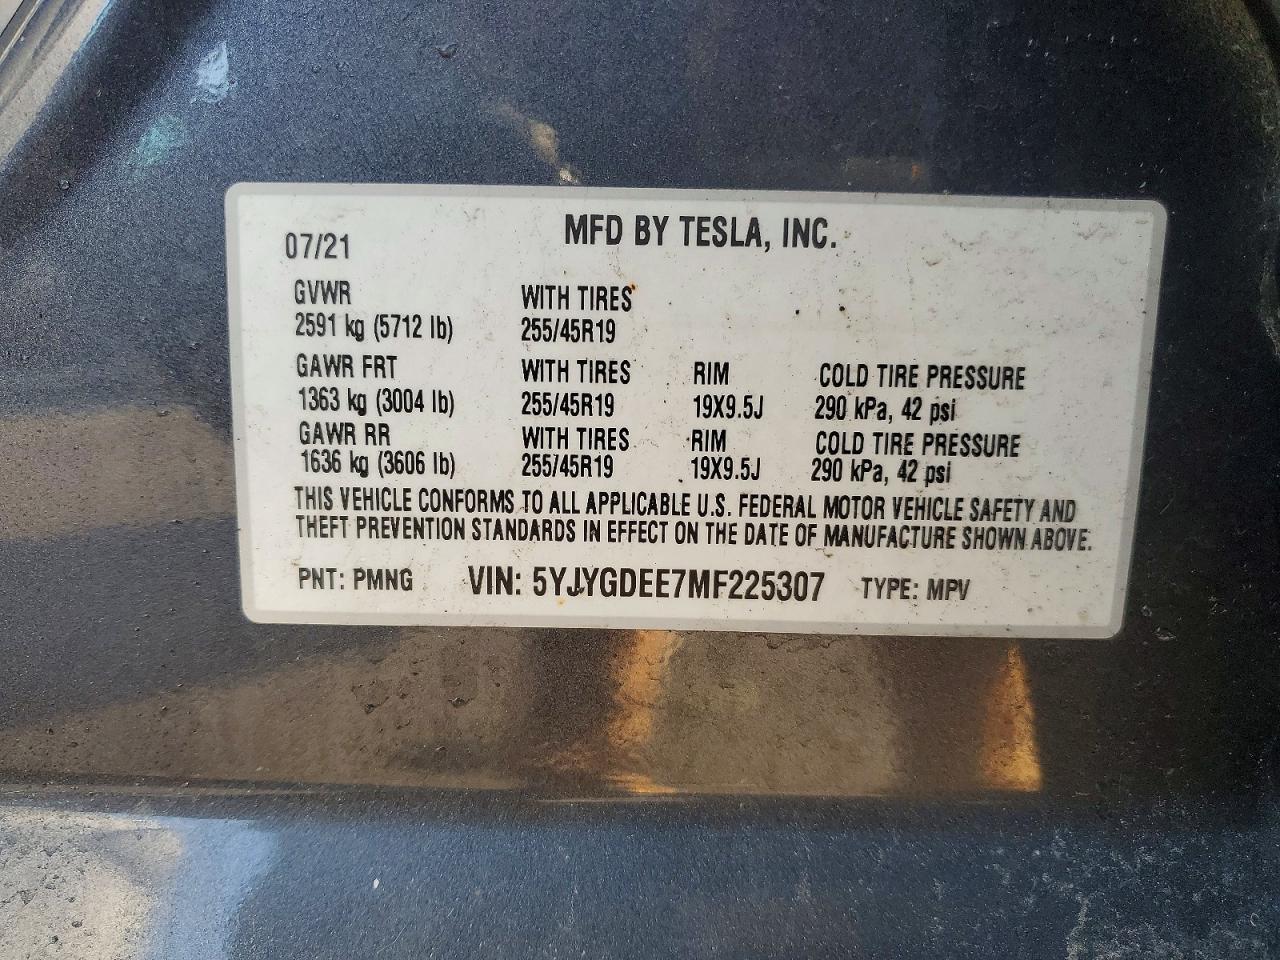 MFD BY TESLA, INC.
07/21
GVWR WITH TIRES
2591 kg (5712 lb) 255/45R19
GAWR FRT WITH TIRES RIM COLD TIRE PRESSURE
1363 kg (3004 lb) 255/45R19 19X9.5J 290 kPa, 42 psi
GAWR RR WITH TIRES RIM COLD TIRE PRESSURE
1636 kg (3606 lb) 255/45R19 19X9.5J 290 kPa, 42 psi
THIS VEHICLE CONFORMS TO ALL APPLICABLE U.S. FEDERAL MOTOR VEHICLE SAFETY AND
THEFT PREVENTION STANDARDS IN EFFECT ON THE DATE OF MANUFACTURE SHOWN ABOVE.
PNT: PMNG VIN: 5YJYGDEE7MF225307 TYPE: MPV